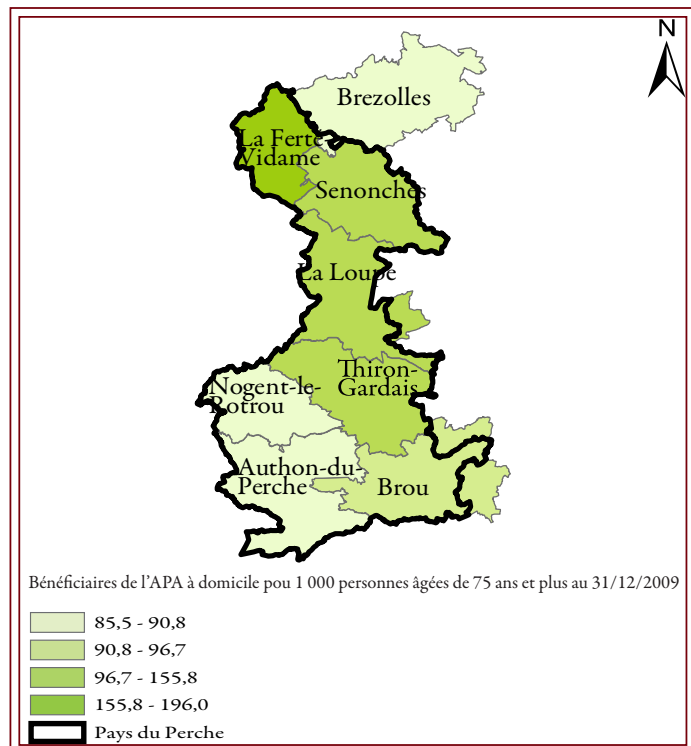 N
Brezolles
La Ferté-
Vidame
Senonches
La Loupe
Thiron-
Gardais
Nogent-le-
Rotrou
Authon-du-
Perche
Brou
Bénéficiaires de l'APA à domicile pou 1 000 personnes âgées de 75 ans et plus au 31/12/2009
85,5 - 90,8
90,8 - 96,7
96,7 - 155,8
155,8 - 196,0
Pays du Perche